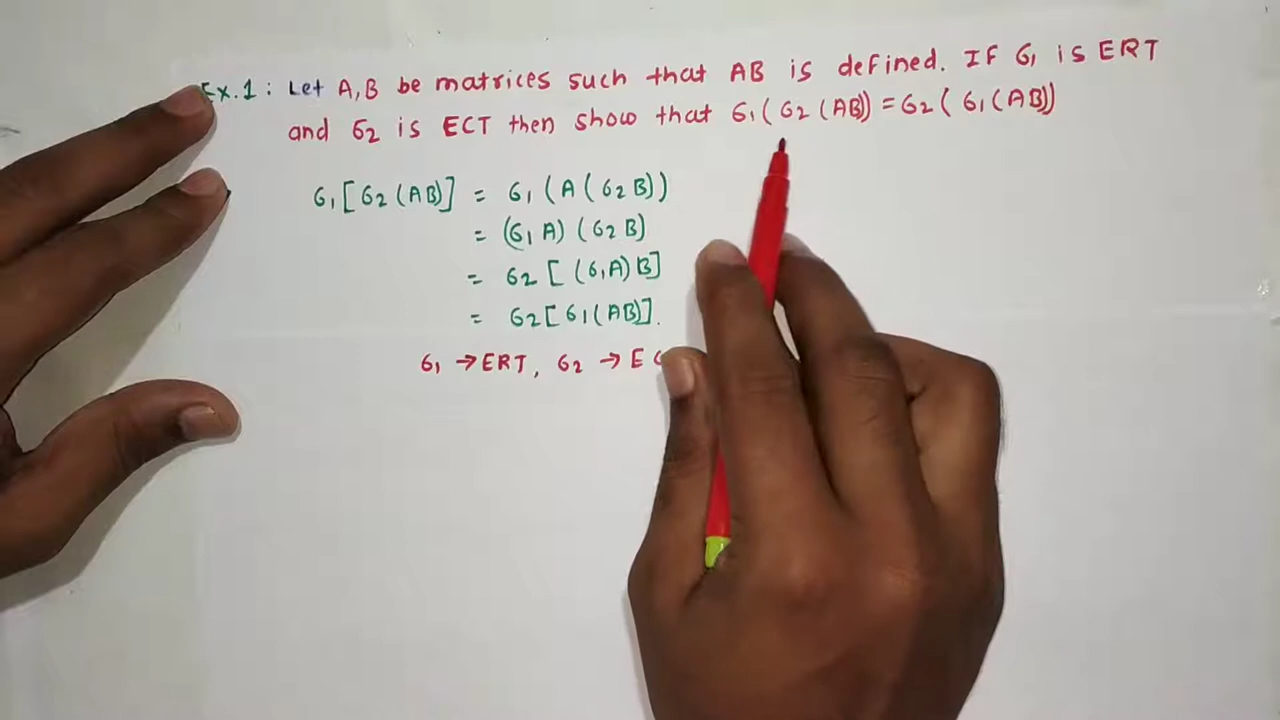 Ex.1: Let A,B be matrices such that AB is defined. If σ₁ is ERT
and σ₂ is ECT then show that σ₁(σ₂(AB)) = σ₂(σ₁(AB))
σ₁[σ₂(AB)] = σ₁(A(σ₂B))
= (σ₁A)(σ₂B)
= σ₂[(σ₁A)B]
= σ₂[σ₁(AB)].
σ₁ → ERT, σ₂ →